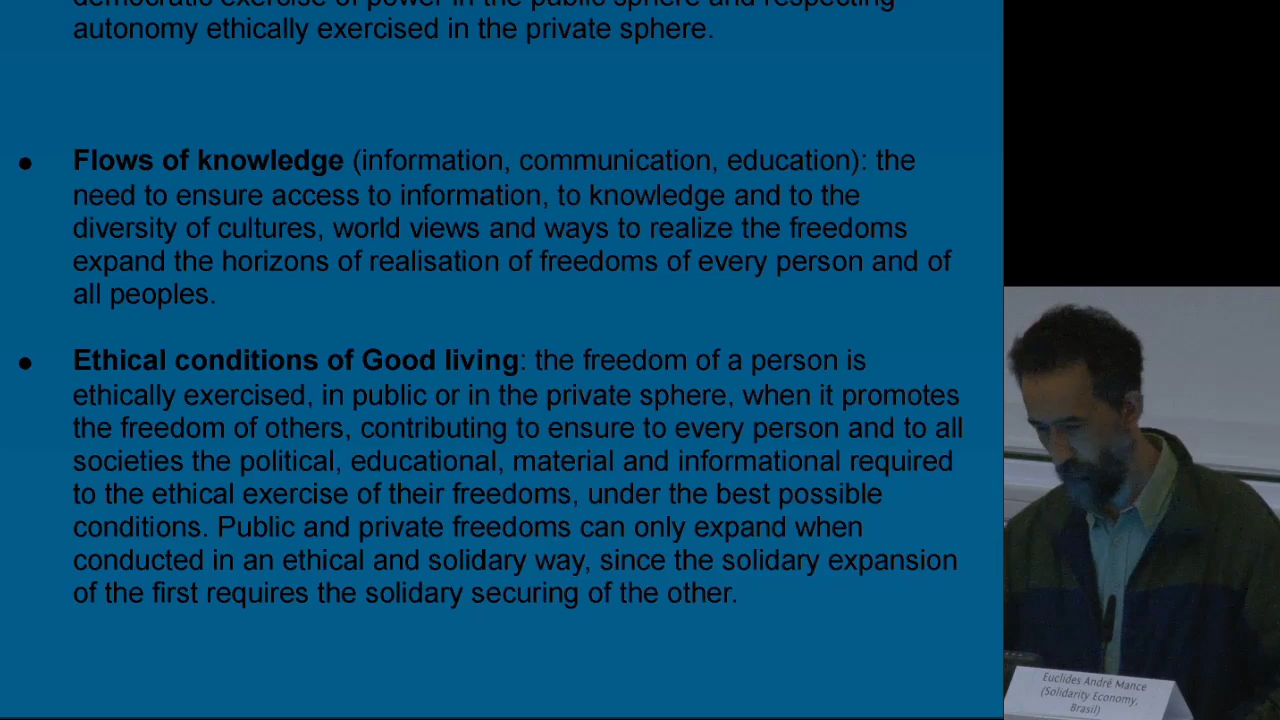 democratic exercise of power in the public sphere and respecting
autonomy ethically exercised in the private sphere.
● Flows of knowledge (information, communication, education): the
need to ensure access to information, to knowledge and to the
diversity of cultures, world views and ways to realize the freedoms
expand the horizons of realisation of freedoms of every person and of
all peoples.
● Ethical conditions of Good living: the freedom of a person is
ethically exercised, in public or in the private sphere, when it promotes
the freedom of others, contributing to ensure to every person and to all
societies the political, educational, material and informational required
to the ethical exercise of their freedoms, under the best possible
conditions. Public and private freedoms can only expand when
conducted in an ethical and solidary way, since the solidary expansion
of the first requires the solidary securing of the other.
Euclides André Mance
(Solidarity Economy,
Brasil)